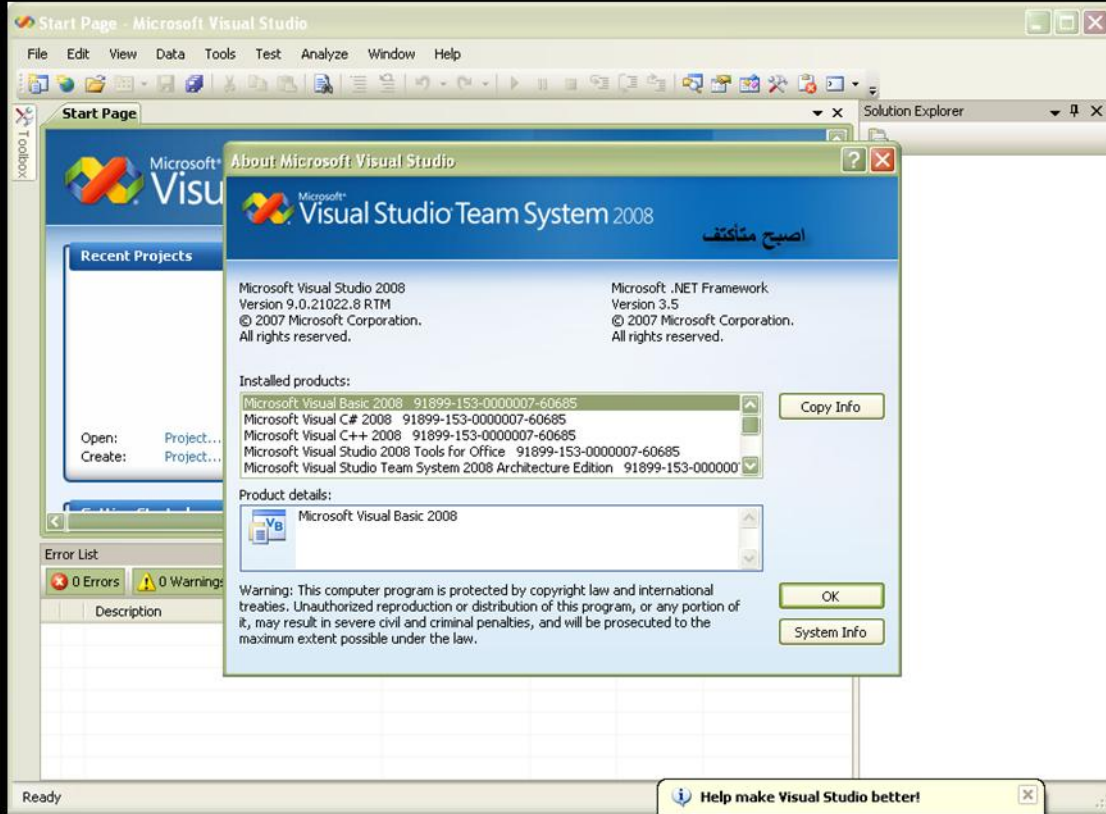 Start Page - Microsoft Visual Studio
File Edit View Data Tools Test Analyze Window Help
Toolbox
Start Page
Solution Explorer
Microsoft®
Visu
Recent Projects
Open: Project...
Create: Project...
About Microsoft Visual Studio
Microsoft®
Visual Studio Team System 2008
اصبح متأكتف
Microsoft Visual Studio 2008
Version 9.0.21022.8 RTM
© 2007 Microsoft Corporation.
All rights reserved.
Microsoft .NET Framework
Version 3.5
© 2007 Microsoft Corporation.
All rights reserved.
Installed products:
Microsoft Visual Basic 2008 91899-153-0000007-60685
Microsoft Visual C# 2008 91899-153-0000007-60685
Microsoft Visual C++ 2008 91899-153-0000007-60685
Microsoft Visual Studio 2008 Tools for Office 91899-153-0000007-60685
Microsoft Visual Studio Team System 2008 Architecture Edition 91899-153-000000
Copy Info
Product details:
VB
Microsoft Visual Basic 2008
Warning: This computer program is protected by copyright law and international
treaties. Unauthorized reproduction or distribution of this program, or any portion of
it, may result in severe civil and criminal penalties, and will be prosecuted to the
maximum extent possible under the law.
OK
System Info
Error List
0 Errors 0 Warnings
Description
Ready
Help make Visual Studio better!